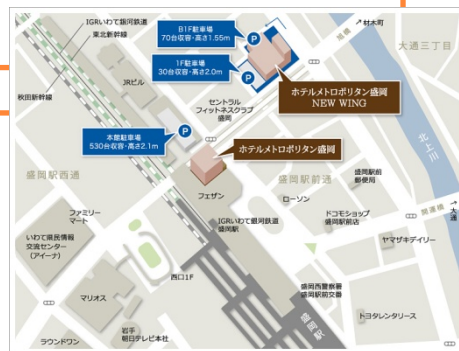 IGRいわて銀河鉄道
東北新幹線
秋田新幹線
JRビル
B1F駐車場
70台収容・高さ1.55m
P
1F駐車場
30台収容・高さ2.0m
P
旭橋
材木町
大通三丁目
北上川
ホテルメトロポリタン盛岡
NEW WING
セントラル
フィットネスクラブ
盛岡
本館駐車場
530台収容・高さ2.1m
P
ホテルメトロポリタン盛岡
盛岡駅西通
盛岡駅前通
盛岡駅前
郵便局
フェザン
ローソン
開運橋
大通
ファミリー
マート
IGRいわて銀河鉄道
盛岡駅
ドコモショップ
盛岡駅前店
ヤマザキデイリー
いわて県民情報
交流センター
(アイーナ)
西口1F
盛岡西警察署
盛岡駅前交番
マリオス
盛岡駅
トヨタレンタリース
岩手
朝日テレビ本社
ラウンドワン